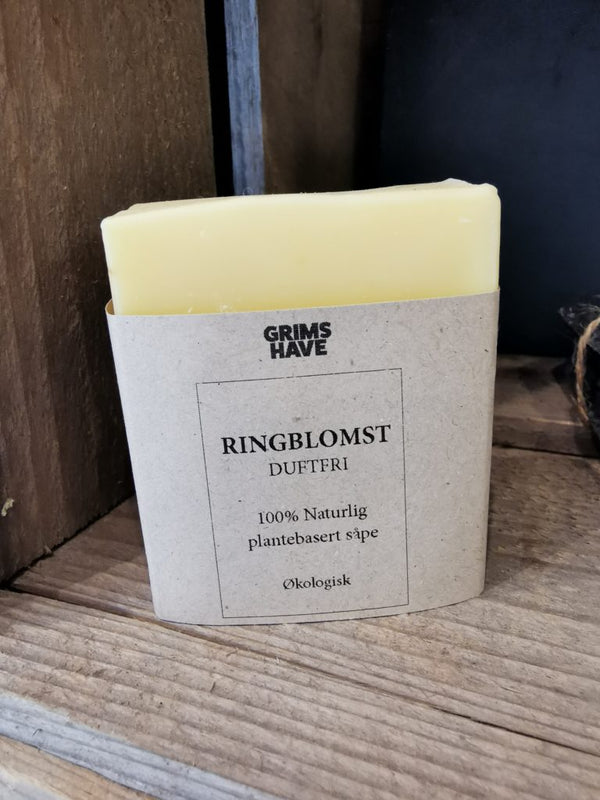 GRIMS
HAVE
RINGBLOMST
DUFTFRI
100% Naturlig
plantebasert såpe
Økologisk